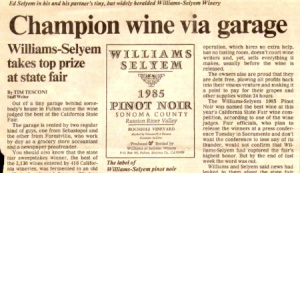 Ed Selyem in his and his partner's tiny, but widely heralded Williams-Selyem Winery
Champion wine via garage
Williams-Selyem
takes top prize
at state fair
By TIM TESCONI
Staff Writer
Out of a tiny garage behind some-
body's house in Fulton come the wine
judged the best at the California State
Fair.
The garage is rented by two regular
kind of guys, one from Sebastopol and
the other from Forestville, who work
by day as a grocery store accountant
and a newspaper proofreader.
You should also know that the state
fair sweepstakes winner, the best of
the 2,136 wines entered by 416 Califor-
nia wineries, was fermented in an old
WILLIAMS
SELYEM
1985
PINOT NOIR
SONOMA COUNTY
Russian River Valley
ROCHIOLI VINEYARD
Produced & Bottled by
Williams & Selyem Winery
The label of
Williams-Selyem pinot noir
operation, which keeps no extra help,
has no tasting room, doesn't court wine
writers and, yet, sells everything it
makes, usually before the wine is
released.
The owners also are proud that they
are debt free, plowing all profits back
into their venture and making it
a point to pay for their grapes and
other supplies within 24 hours.
The Williams-Selyem 1985 Pinot
Noir was named the best wine at this
year's California State Fair wine com-
petition, according to one of the wine
judges. Fair officials, who plan to
release the winners at a press confer-
ence Tuesday in Sacramento and don't
want the conference to lose any of its
thunder, would not confirm that Wil-
liams-Selyem had captured the fair's
highest honor. But by the end of last
week the word was out.
Williams and Selyem said news had
leaked to them about the state fair